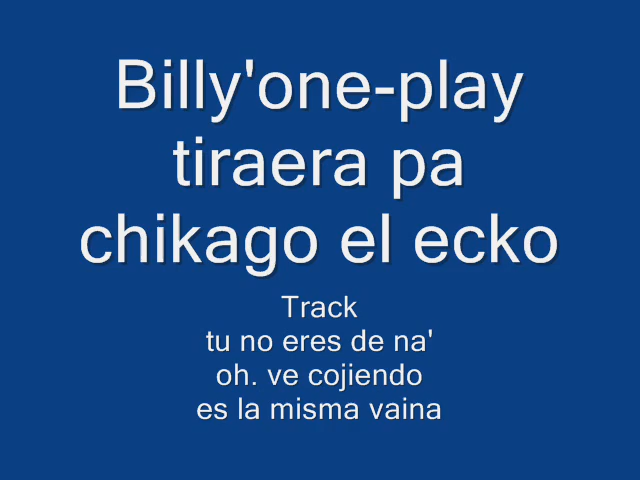 Billy'one-play
tiraera pa
chikago el ecko
Track
tu no eres de na'
oh. ve cojiendo
es la misma vaina